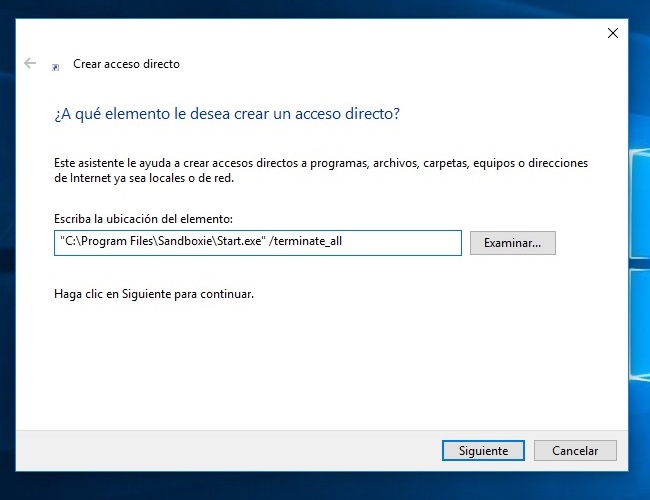 Crear acceso directo
¿A qué elemento le desea crear un acceso directo?
Este asistente le ayuda a crear accesos directos a programas, archivos, carpetas, equipos o direcciones
de Internet ya sea locales o de red.
Escriba la ubicación del elemento:
"C:\Program Files\Sandboxie\Start.exe" /terminate_all
Examinar...
Haga clic en Siguiente para continuar.
Siguiente
Cancelar